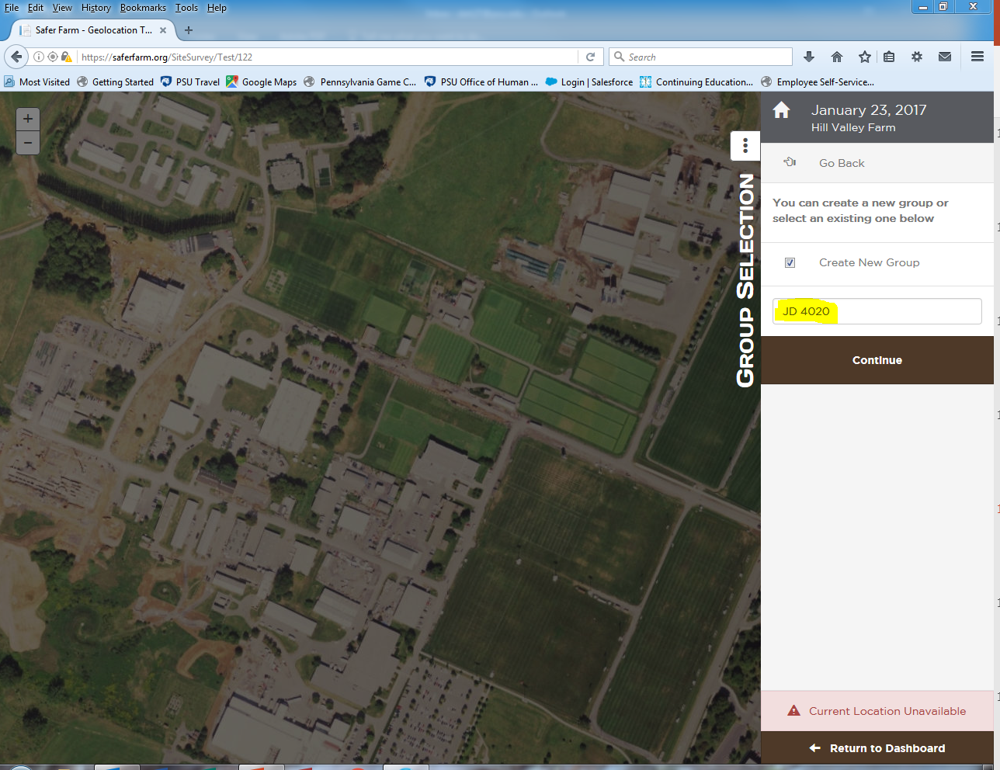 File Edit View History Bookmarks Tools Help
Safer Farm - Geolocation T...
https://saferfarm.org/SiteSurvey/Test/122
Search
Most Visited Getting Started PSU Travel Google Maps Pennsylvania Game C... PSU Office of Human ... Login | Salesforce Continuing Education... Employee Self-Service...
+
−
GROUP SELECTION
January 23, 2017
Hill Valley Farm
Go Back
You can create a new group or
select an existing one below
Create New Group
JD 4020
Continue
Current Location Unavailable
Return to Dashboard